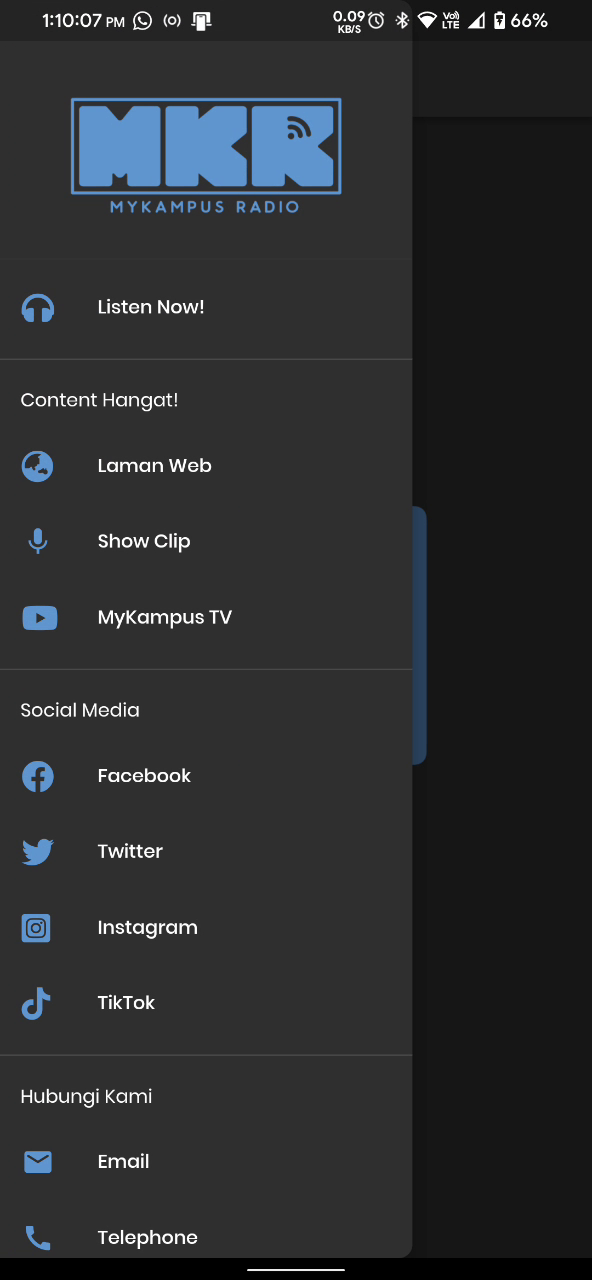 1:10:07 PM
0.09
KB/S
Vo))
LTE
66%
MKR
MYKAMPUS RADIO
Listen Now!
Content Hangat!
Laman Web
Show Clip
MyKampus TV
Social Media
Facebook
Twitter
Instagram
TikTok
Hubungi Kami
Email
Telephone